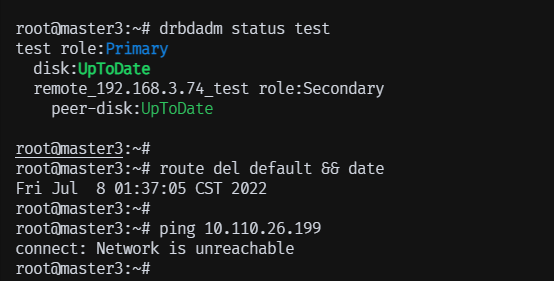 root@master3:~# drbdadm status test
test role:Primary
  disk:UpToDate
  remote_192.168.3.74_test role:Secondary
    peer-disk:UpToDate
root@master3:~#
root@master3:~# route del default && date
Fri Jul  8 01:37:05 CST 2022
root@master3:~#
root@master3:~# ping 10.110.26.199
connect: Network is unreachable
root@master3:~#